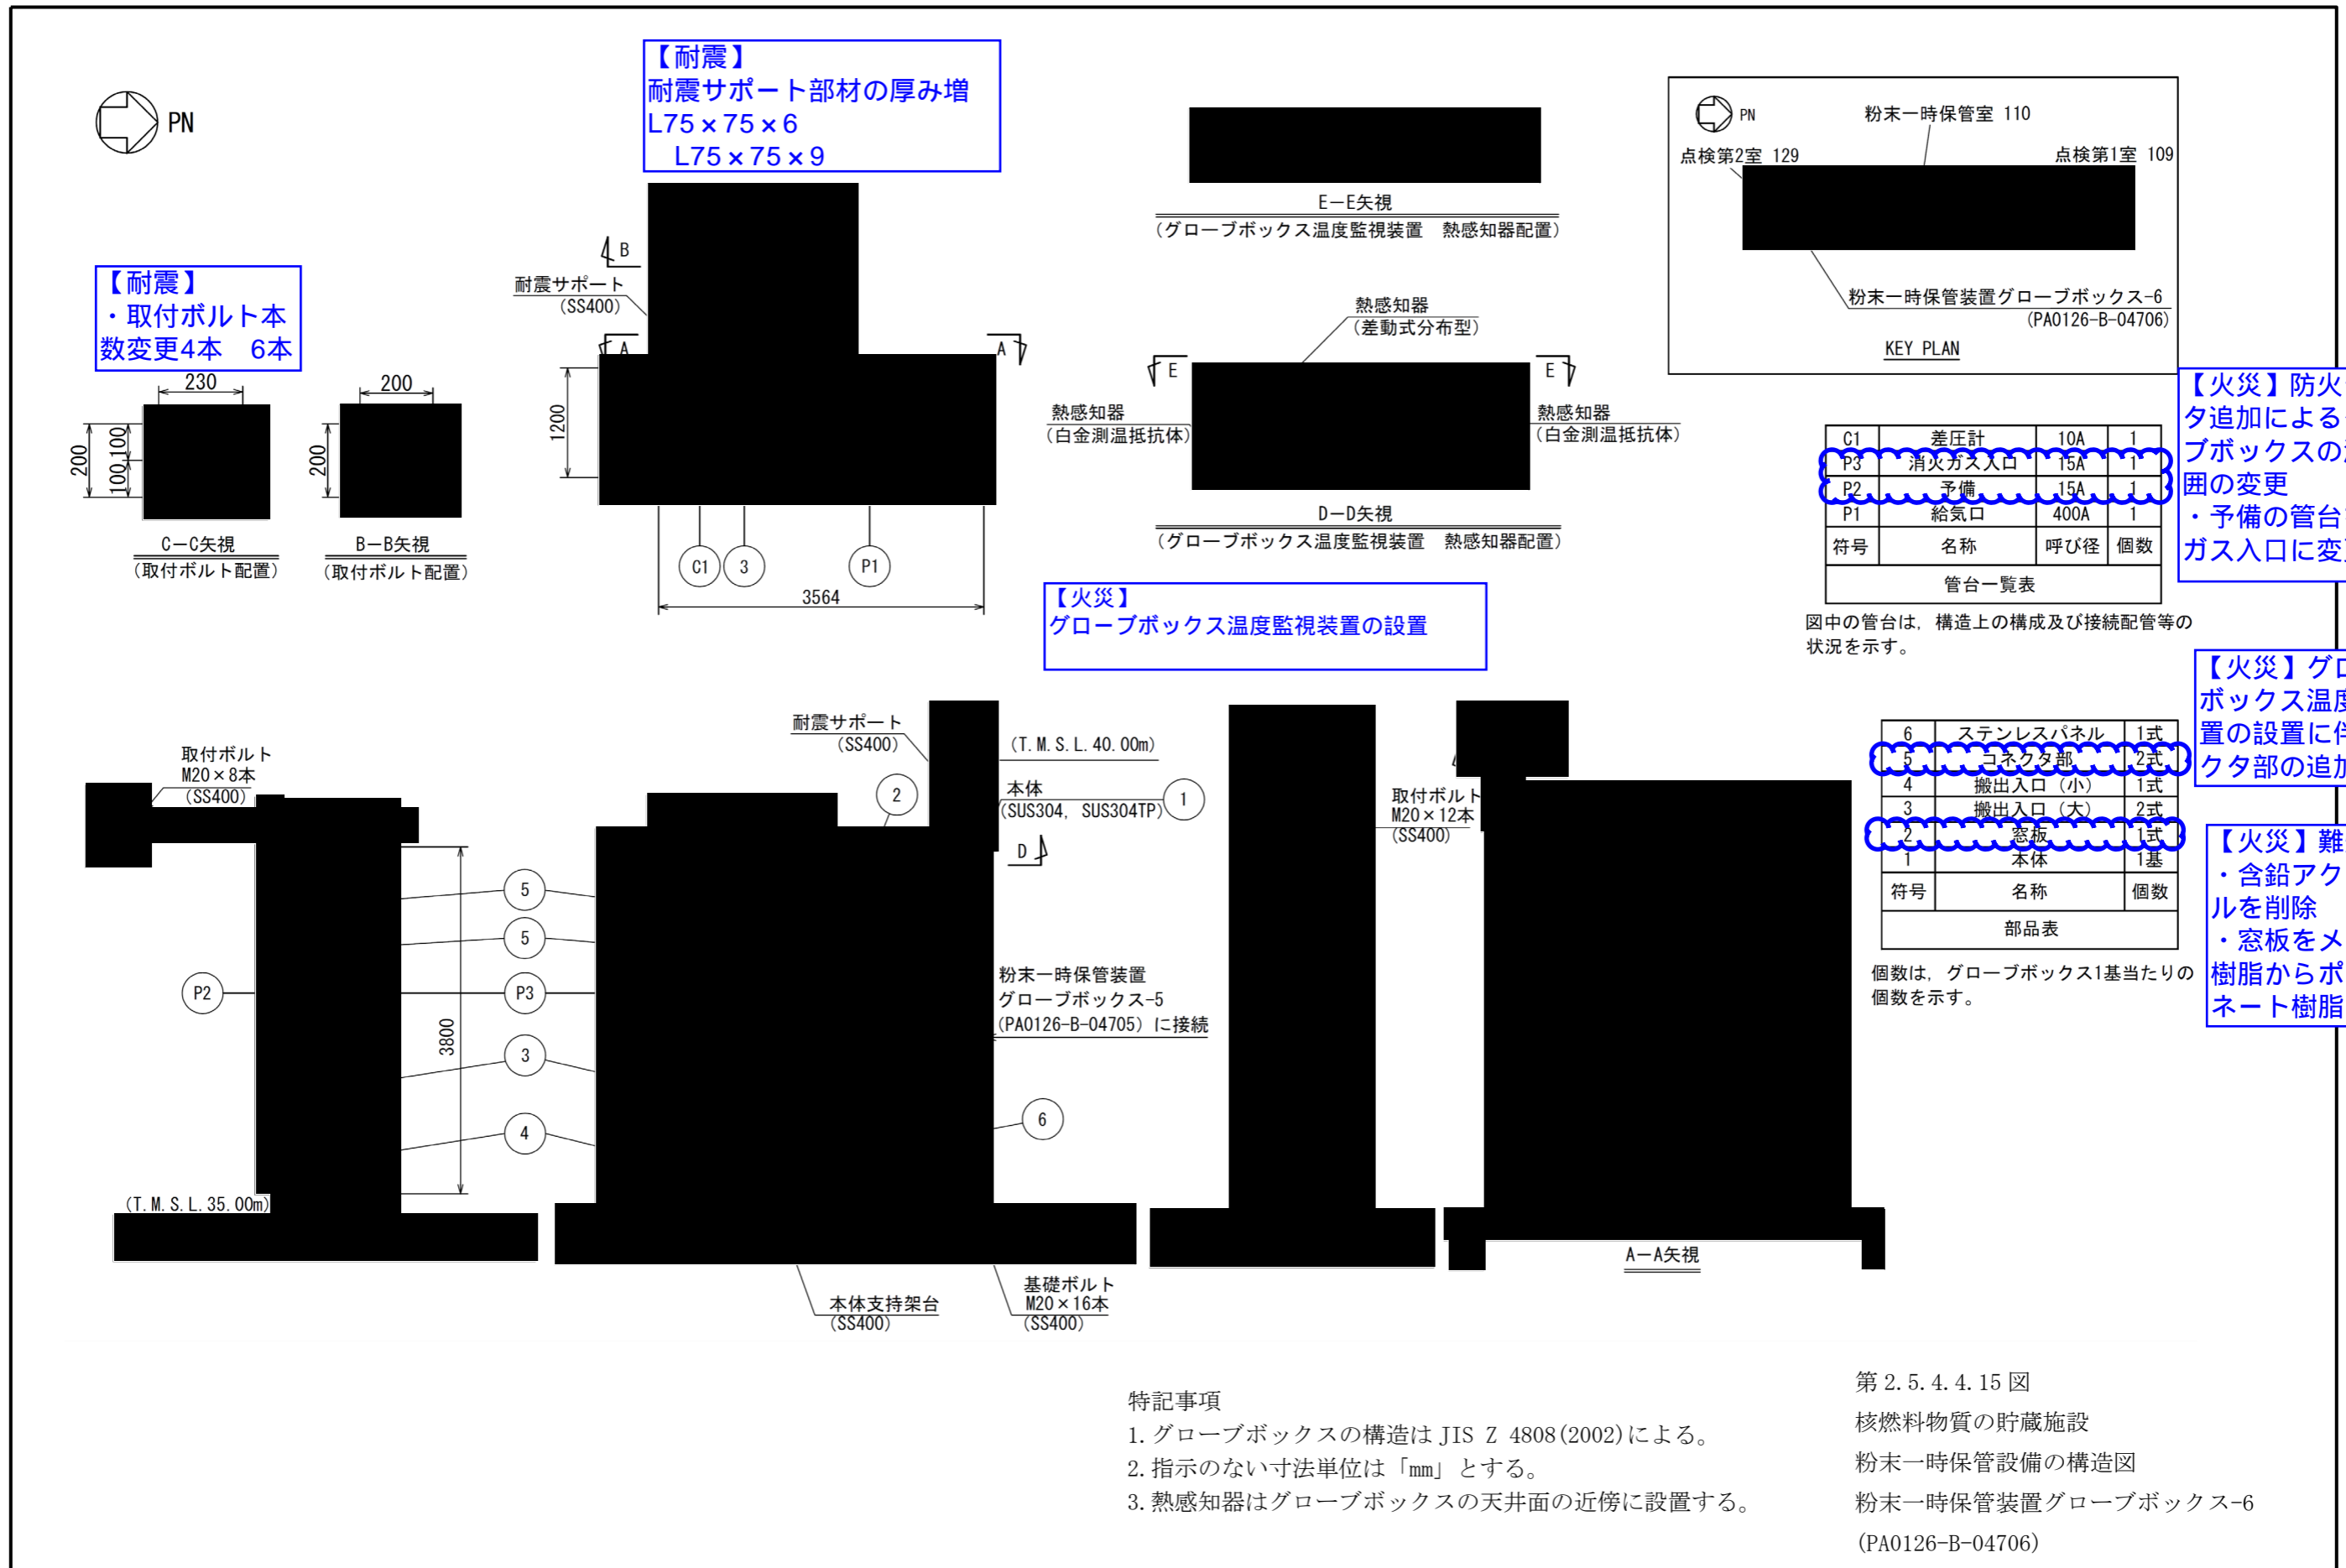 PN
【耐震】
耐震サポート部材の厚み増
L75×75×6
L75×75×9
【耐震】
・取付ボルト本
数変更4本　6本
230
200
100
100
C－C矢視
(取付ボルト配置)
200
200
B－B矢視
(取付ボルト配置)
B
耐震サポート
(SS400)
A
A
1200
C1
3
P1
3564
E－E矢視
(グローブボックス温度監視装置　熱感知器配置)
熱感知器
(差動式分布型)
E
E
熱感知器
(白金測温抵抗体)
熱感知器
(白金測温抵抗体)
D－D矢視
(グローブボックス温度監視装置　熱感知器配置)
【火災】
グローブボックス温度監視装置の設置
PN
粉末一時保管室 110
点検第2室 129
点検第1室 109
粉末一時保管装置グローブボックス-6
(PA0126-B-04706)
KEY PLAN
C1 差圧計 10A 1
P3 消火ガス入口 15A 1
P2 予備 15A 1
P1 給気口 400A 1
符号 名称 呼び径 個数
管台一覧表
図中の管台は，構造上の構成及び接続配管等の
状況を示す。
【火災】防火
タ追加による
ブボックスの
囲の変更
・予備の管台
ガス入口に変
【火災】グロ
ボックス温度
置の設置に伴
クタ部の追加
6 ステンレスパネル 1式
5 コネクタ部 2式
4 搬出入口（小） 1式
3 搬出入口（大） 2式
2 窓板 1式
1 本体 1基
符号 名称 個数
部品表
個数は，グローブボックス1基当たりの
個数を示す。
【火災】難
・含鉛アク
ルを削除
・窓板をメ
樹脂からポ
ネート樹脂
取付ボルト
M20×8本
(SS400)
P2
(T.M.S.L.35.00m)
3800
5
5
P3
3
4
耐震サポート
(SS400)
2
(T.M.S.L.40.00m)
本体
(SUS304, SUS304TP)
1
D
粉末一時保管装置
グローブボックス-5
(PA0126-B-04705) に接続
6
本体支持架台
(SS400)
基礎ボルト
M20×16本
(SS400)
取付ボルト
M20×12本
(SS400)
A－A矢視
特記事項
1.グローブボックスの構造は JIS Z 4808(2002)による。
2.指示のない寸法単位は「mm」とする。
3.熱感知器はグローブボックスの天井面の近傍に設置する。
第 2.5.4.4.15 図
核燃料物質の貯蔵施設
粉末一時保管設備の構造図
粉末一時保管装置グローブボックス-6
(PA0126-B-04706)